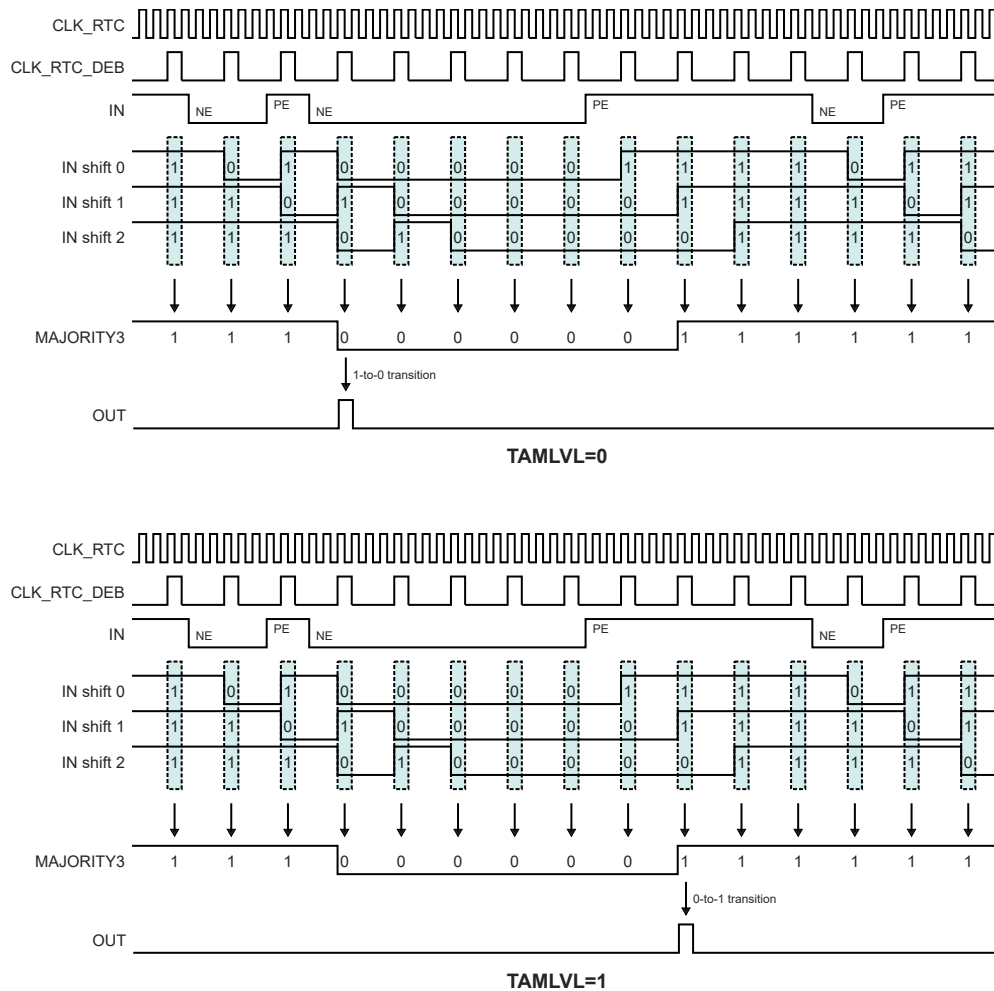 CLK_RTC
CLK_RTC_DEB
IN NE PE NE PE NE PE
IN shift 0 1 0 1 0 0 0 0 0 1 1 1 1 0 1 1
IN shift 1 1 1 0 1 0 0 0 0 0 1 1 1 1 0 1
IN shift 2 1 1 1 0 1 0 0 0 0 0 1 1 1 1 0
MAJORITY3 1 1 1 0 0 0 0 0 0 1 1 1 1 1 1
1-to-0 transition
OUT
TAMLVL=0
CLK_RTC
CLK_RTC_DEB
IN NE PE NE PE NE PE
IN shift 0 1 0 1 0 0 0 0 0 1 1 1 1 0 1 1
IN shift 1 1 1 0 1 0 0 0 0 0 1 1 1 1 0 1
IN shift 2 1 1 1 0 1 0 0 0 0 0 1 1 1 1 0
MAJORITY3 1 1 1 0 0 0 0 0 0 1 1 1 1 1 1
0-to-1 transition
OUT
TAMLVL=1